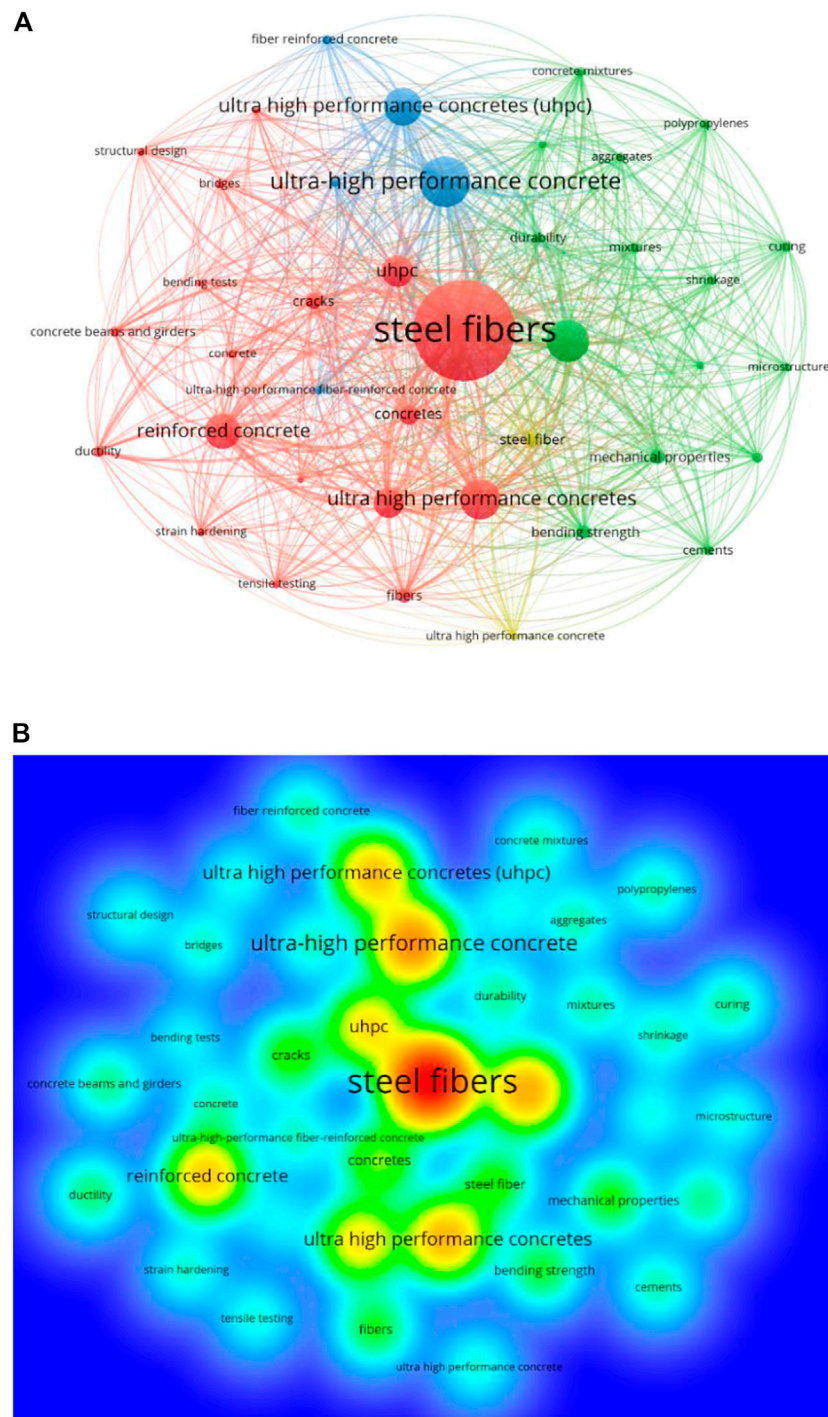 A
fiber reinforced concrete
concrete mixtures
ultra high performance concretes (uhpc)
polypropylenes
structural design
aggregates
bridges
ultra-high performance concrete
durability
mixtures
curing
uhpc
bending tests
shrinkage
cracks
steel fibers
concrete beams and girders
concrete
microstructure
ultra-high-performance fiber-reinforced concrete
concretes
reinforced concrete
steel fiber
ductility
mechanical properties
ultra high performance concretes
strain hardening
bending strength
cements
tensile testing
fibers
ultra high performance concrete
B
fiber reinforced concrete
concrete mixtures
ultra high performance concretes (uhpc)
polypropylenes
structural design
aggregates
bridges
ultra-high performance concrete
durability
mixtures
curing
uhpc
bending tests
shrinkage
cracks
steel fibers
concrete beams and girders
concrete
microstructure
ultra-high-performance fiber-reinforced concrete
concretes
reinforced concrete
steel fiber
ductility
mechanical properties
ultra high performance concretes
strain hardening
bending strength
cements
tensile testing
fibers
ultra high performance concrete